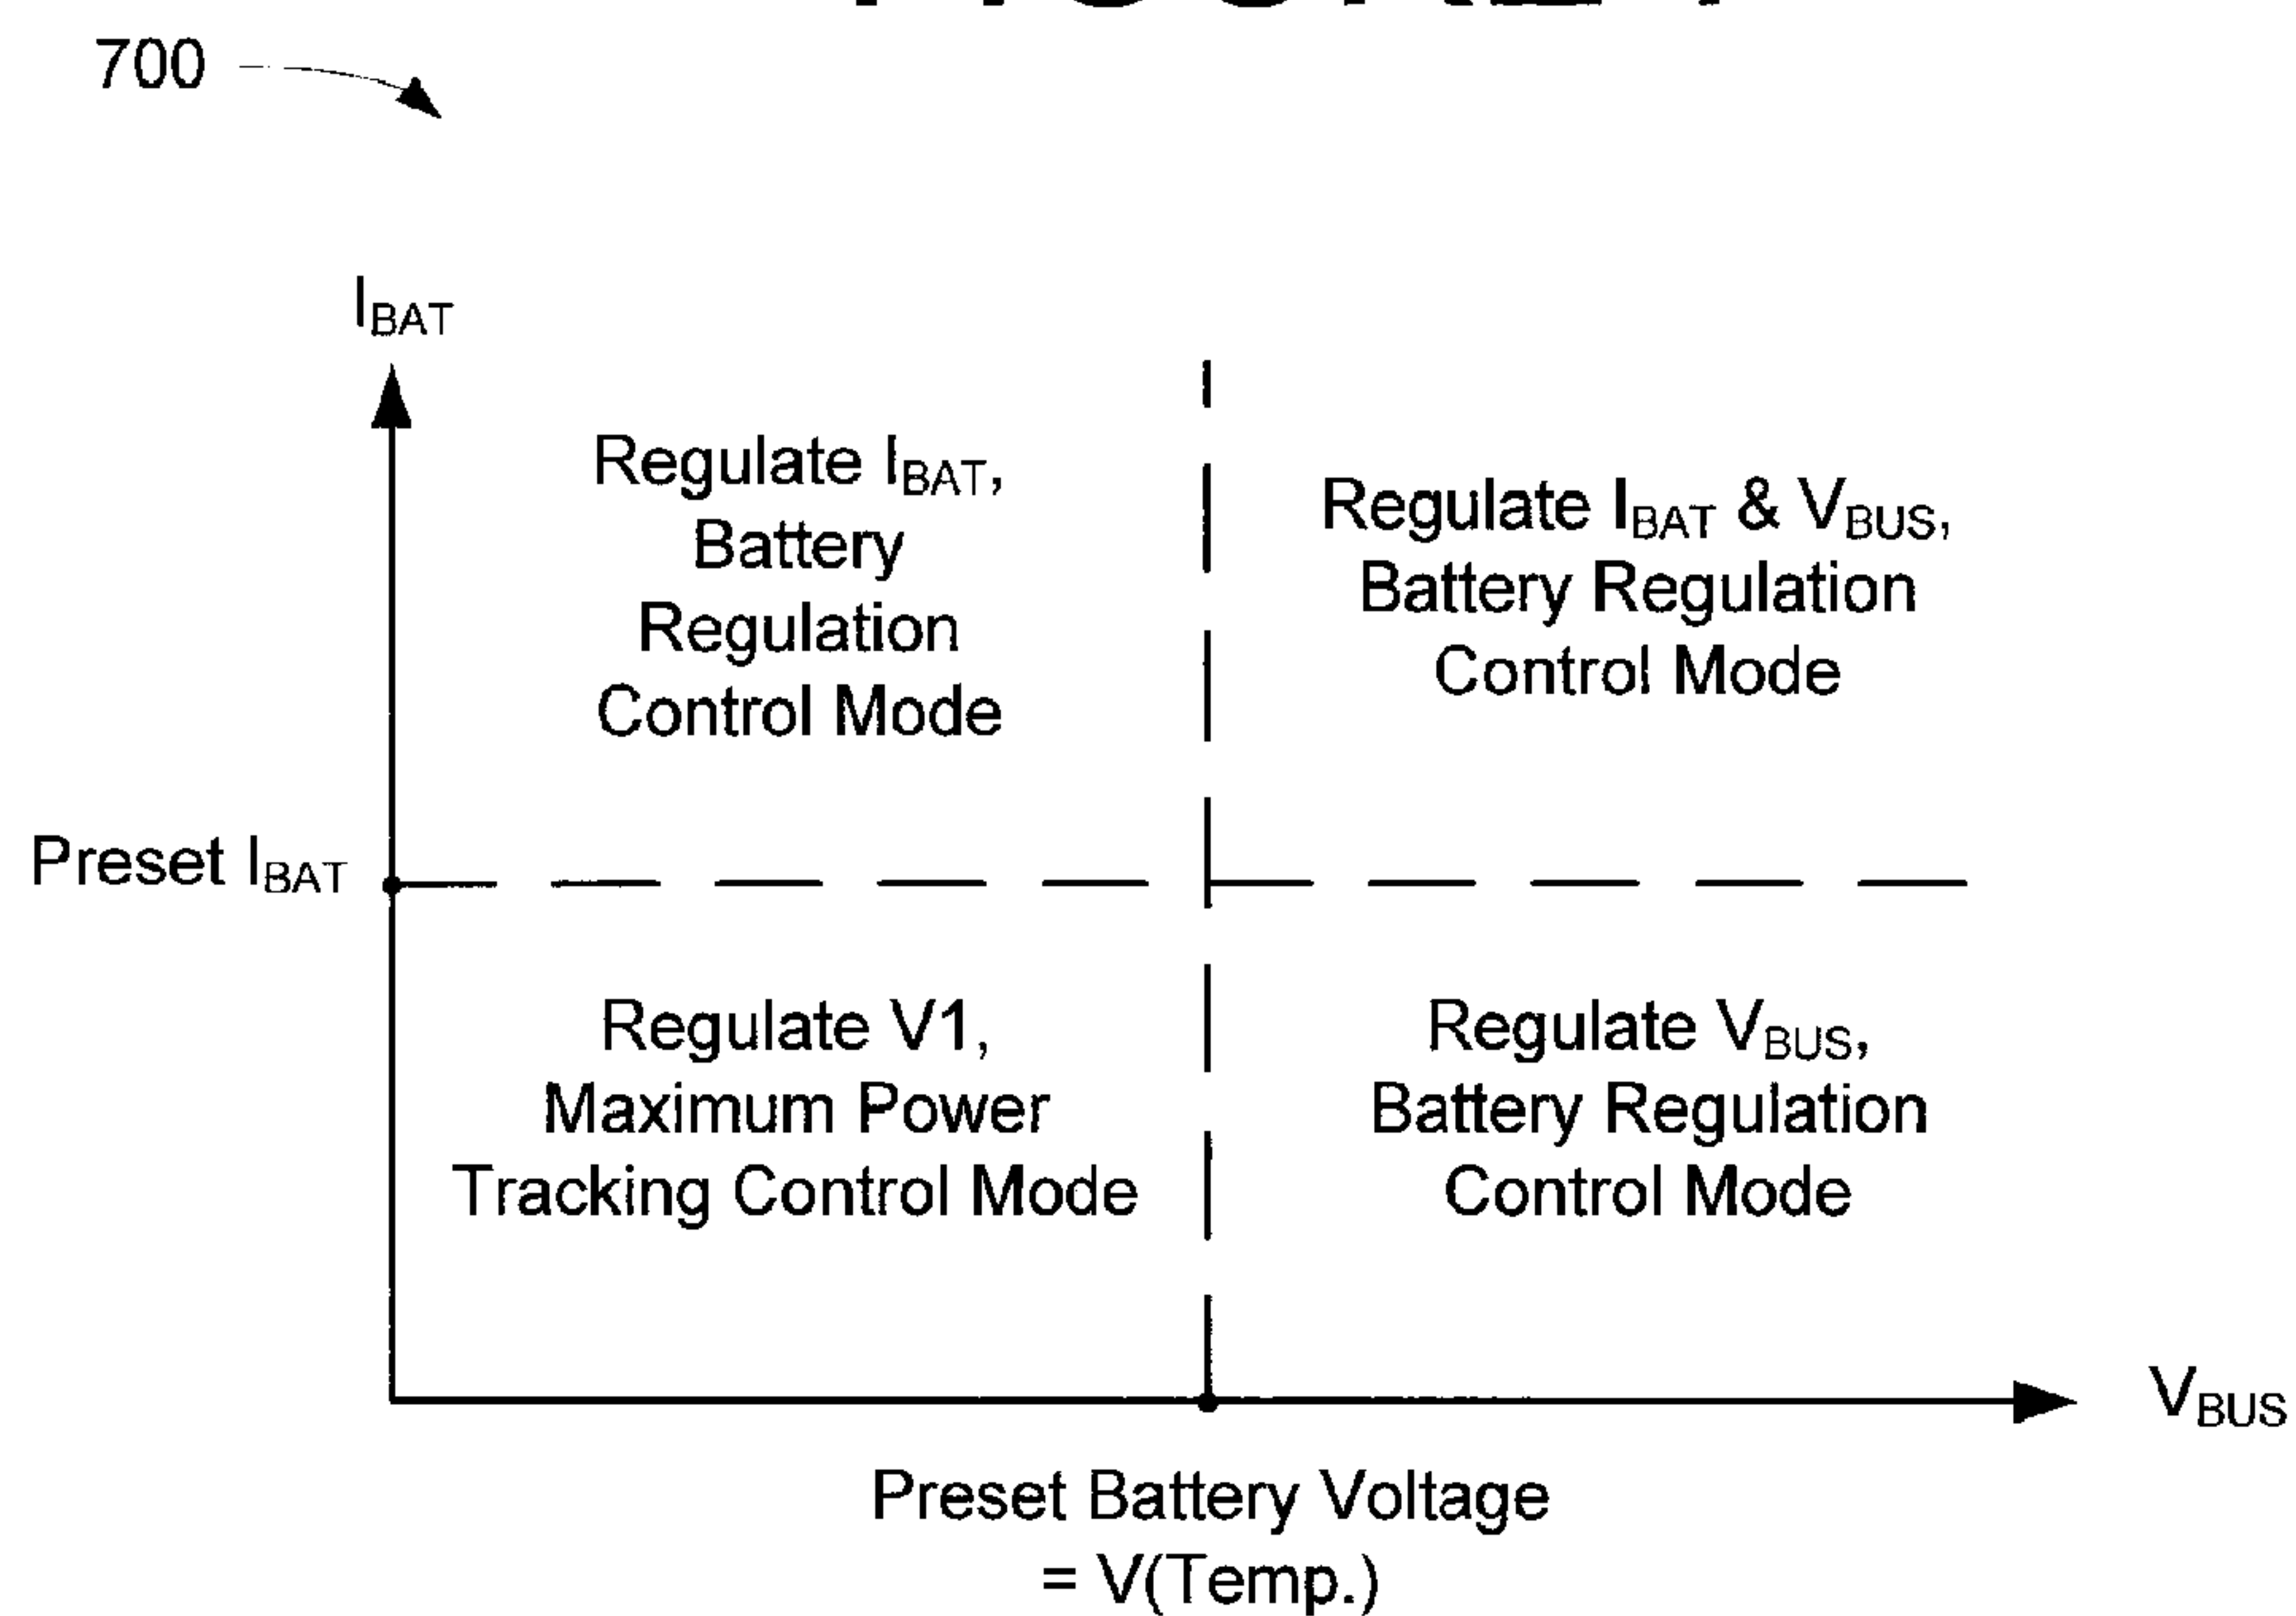 700
I_BAT
Regulate I_BAT,
Battery
Regulation
Control Mode
Regulate I_BAT & V_BUS,
Battery Regulation
Control Mode
Preset I_BAT
Regulate V1,
Maximum Power
Tracking Control Mode
Regulate V_BUS,
Battery Regulation
Control Mode
V_BUS
Preset Battery Voltage
= V(Temp.)